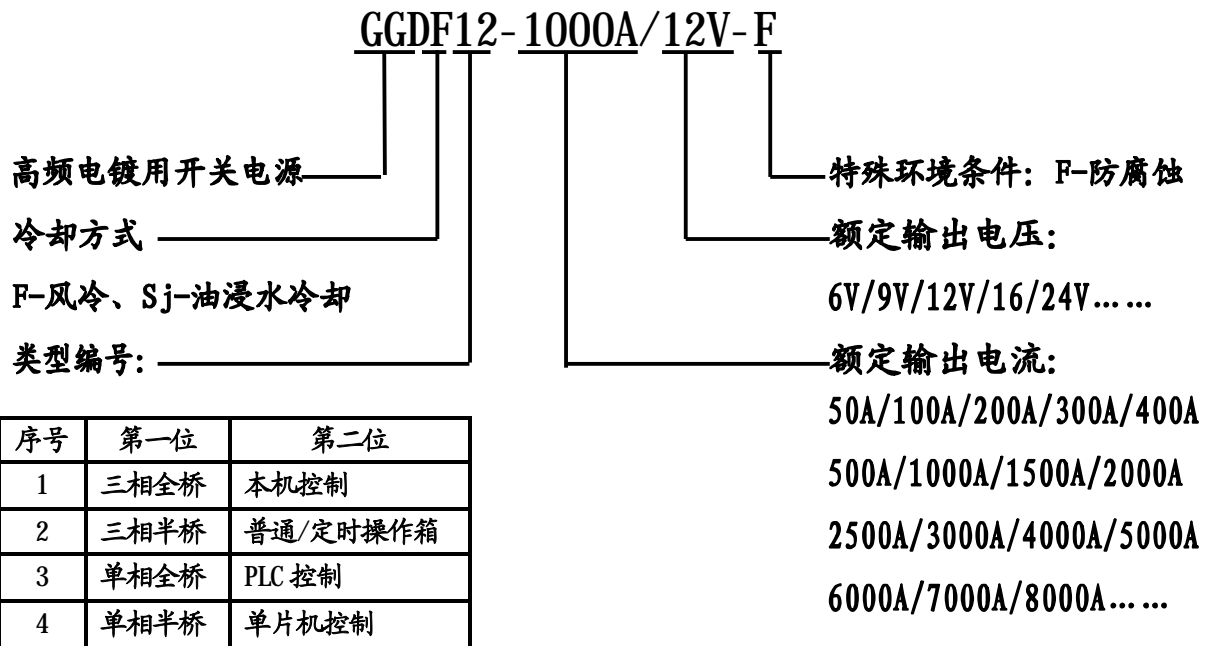 GGDF12-1000A/12V-F
高频电镀用开关电源
冷却方式
F-风冷、Sj-油浸水冷却
类型编号:
序号 第一位 第二位
1 三相全桥 本机控制
2 三相半桥 普通/定时操作箱
3 单相全桥 PLC控制
4 单相半桥 单片机控制
特殊环境条件: F-防腐蚀
额定输出电压:
6V/9V/12V/16/24V……
额定输出电流:
50A/100A/200A/300A/400A
500A/1000A/1500A/2000A
2500A/3000A/4000A/5000A
6000A/7000A/8000A……